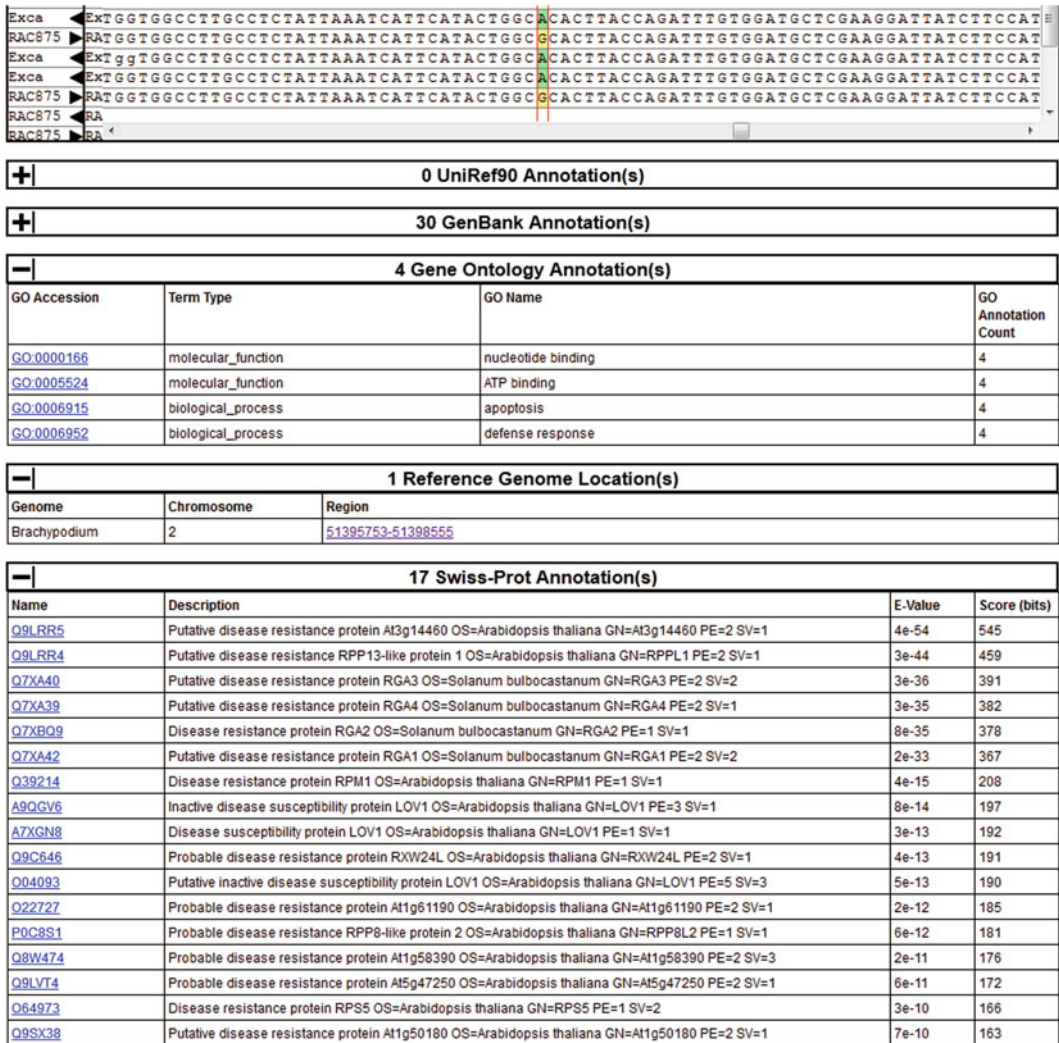 Exca ExTGGTGGCCTTGCCTCTATTAAATCATTCATACTGGCACACTTACCAGATTTGTGGATGCTCGAAGGATTATCTTCCAT
RAC875 RATGGTGGCCTTGCCTCTATTAAATCATTCATACTGGCGCACTTACCAGATTTGTGGATGCTCGAAGGATTATCTTCCAT
Exca ExTggTGGCCTTGCCTCTATTAAATCATTCATACTGGCACACTTACCAGATTTGTGGATGCTCGAAGGATTATCTTCCAT
Exca ExTGGTGGCCTTGCCTCTATTAAATCATTCATACTGGCACACTTACCAGATTTGTGGATGCTCGAAGGATTATCTTCCAT
RAC875 RATGGTGGCCTTGCCTCTATTAAATCATTCATACTGGCGCACTTACCAGATTTGTGGATGCTCGAAGGATTATCTTCCAT
RAC875 RA
RAC875 RA
0 UniRef90 Annotation(s)
30 GenBank Annotation(s)
4 Gene Ontology Annotation(s)
GO Accession Term Type GO Name GO Annotation Count
GO:0000166 molecular_function nucleotide binding 4
GO:0005524 molecular_function ATP binding 4
GO:0006915 biological_process apoptosis 4
GO:0006952 biological_process defense response 4
1 Reference Genome Location(s)
Genome Chromosome Region
Brachypodium 2 51395753-51398555
17 Swiss-Prot Annotation(s)
Name Description E-Value Score (bits)
Q9LRR5 Putative disease resistance protein At3g14460 OS=Arabidopsis thaliana GN=At3g14460 PE=2 SV=1 4e-54 545
Q9LRR4 Putative disease resistance RPP13-like protein 1 OS=Arabidopsis thaliana GN=RPPL1 PE=2 SV=1 3e-44 459
Q7XA40 Putative disease resistance protein RGA3 OS=Solanum bulbocastanum GN=RGA3 PE=2 SV=2 3e-36 391
Q7XA39 Putative disease resistance protein RGA4 OS=Solanum bulbocastanum GN=RGA4 PE=2 SV=1 3e-35 382
Q7XBQ9 Disease resistance protein RGA2 OS=Solanum bulbocastanum GN=RGA2 PE=1 SV=1 8e-35 378
Q7XA42 Putative disease resistance protein RGA1 OS=Solanum bulbocastanum GN=RGA1 PE=2 SV=2 2e-33 367
Q39214 Disease resistance protein RPM1 OS=Arabidopsis thaliana GN=RPM1 PE=1 SV=1 4e-15 208
A9QGV6 Inactive disease susceptibility protein LOV1 OS=Arabidopsis thaliana GN=LOV1 PE=3 SV=1 8e-14 197
A7XGN8 Disease susceptibility protein LOV1 OS=Arabidopsis thaliana GN=LOV1 PE=1 SV=1 3e-13 192
Q9C646 Probable disease resistance protein RXW24L OS=Arabidopsis thaliana GN=RXW24L PE=2 SV=1 4e-13 191
O04093 Putative inactive disease susceptibility protein LOV1 OS=Arabidopsis thaliana GN=LOV1 PE=5 SV=3 5e-13 190
O22727 Probable disease resistance protein At1g61190 OS=Arabidopsis thaliana GN=At1g61190 PE=2 SV=1 2e-12 185
P0C8S1 Probable disease resistance RPP8-like protein 2 OS=Arabidopsis thaliana GN=RPP8L2 PE=1 SV=1 6e-12 181
Q8W474 Probable disease resistance protein At1g58390 OS=Arabidopsis thaliana GN=At1g58390 PE=2 SV=3 2e-11 176
Q9LVT4 Probable disease resistance protein At5g47250 OS=Arabidopsis thaliana GN=At5g47250 PE=2 SV=1 6e-11 172
O64973 Disease resistance protein RPS5 OS=Arabidopsis thaliana GN=RPS5 PE=1 SV=2 3e-10 166
Q9SX38 Putative disease resistance protein At1g50180 OS=Arabidopsis thaliana GN=At1g50180 PE=2 SV=1 7e-10 163